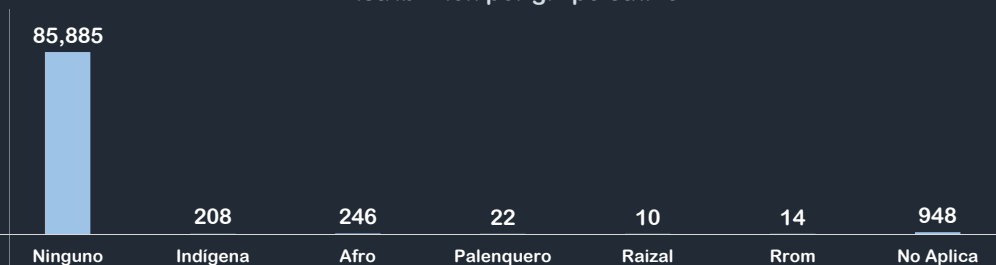 85,885
208 246 22 10 14 948
Ninguno Indígena Afro Palenquero Raizal Rrom No Aplica